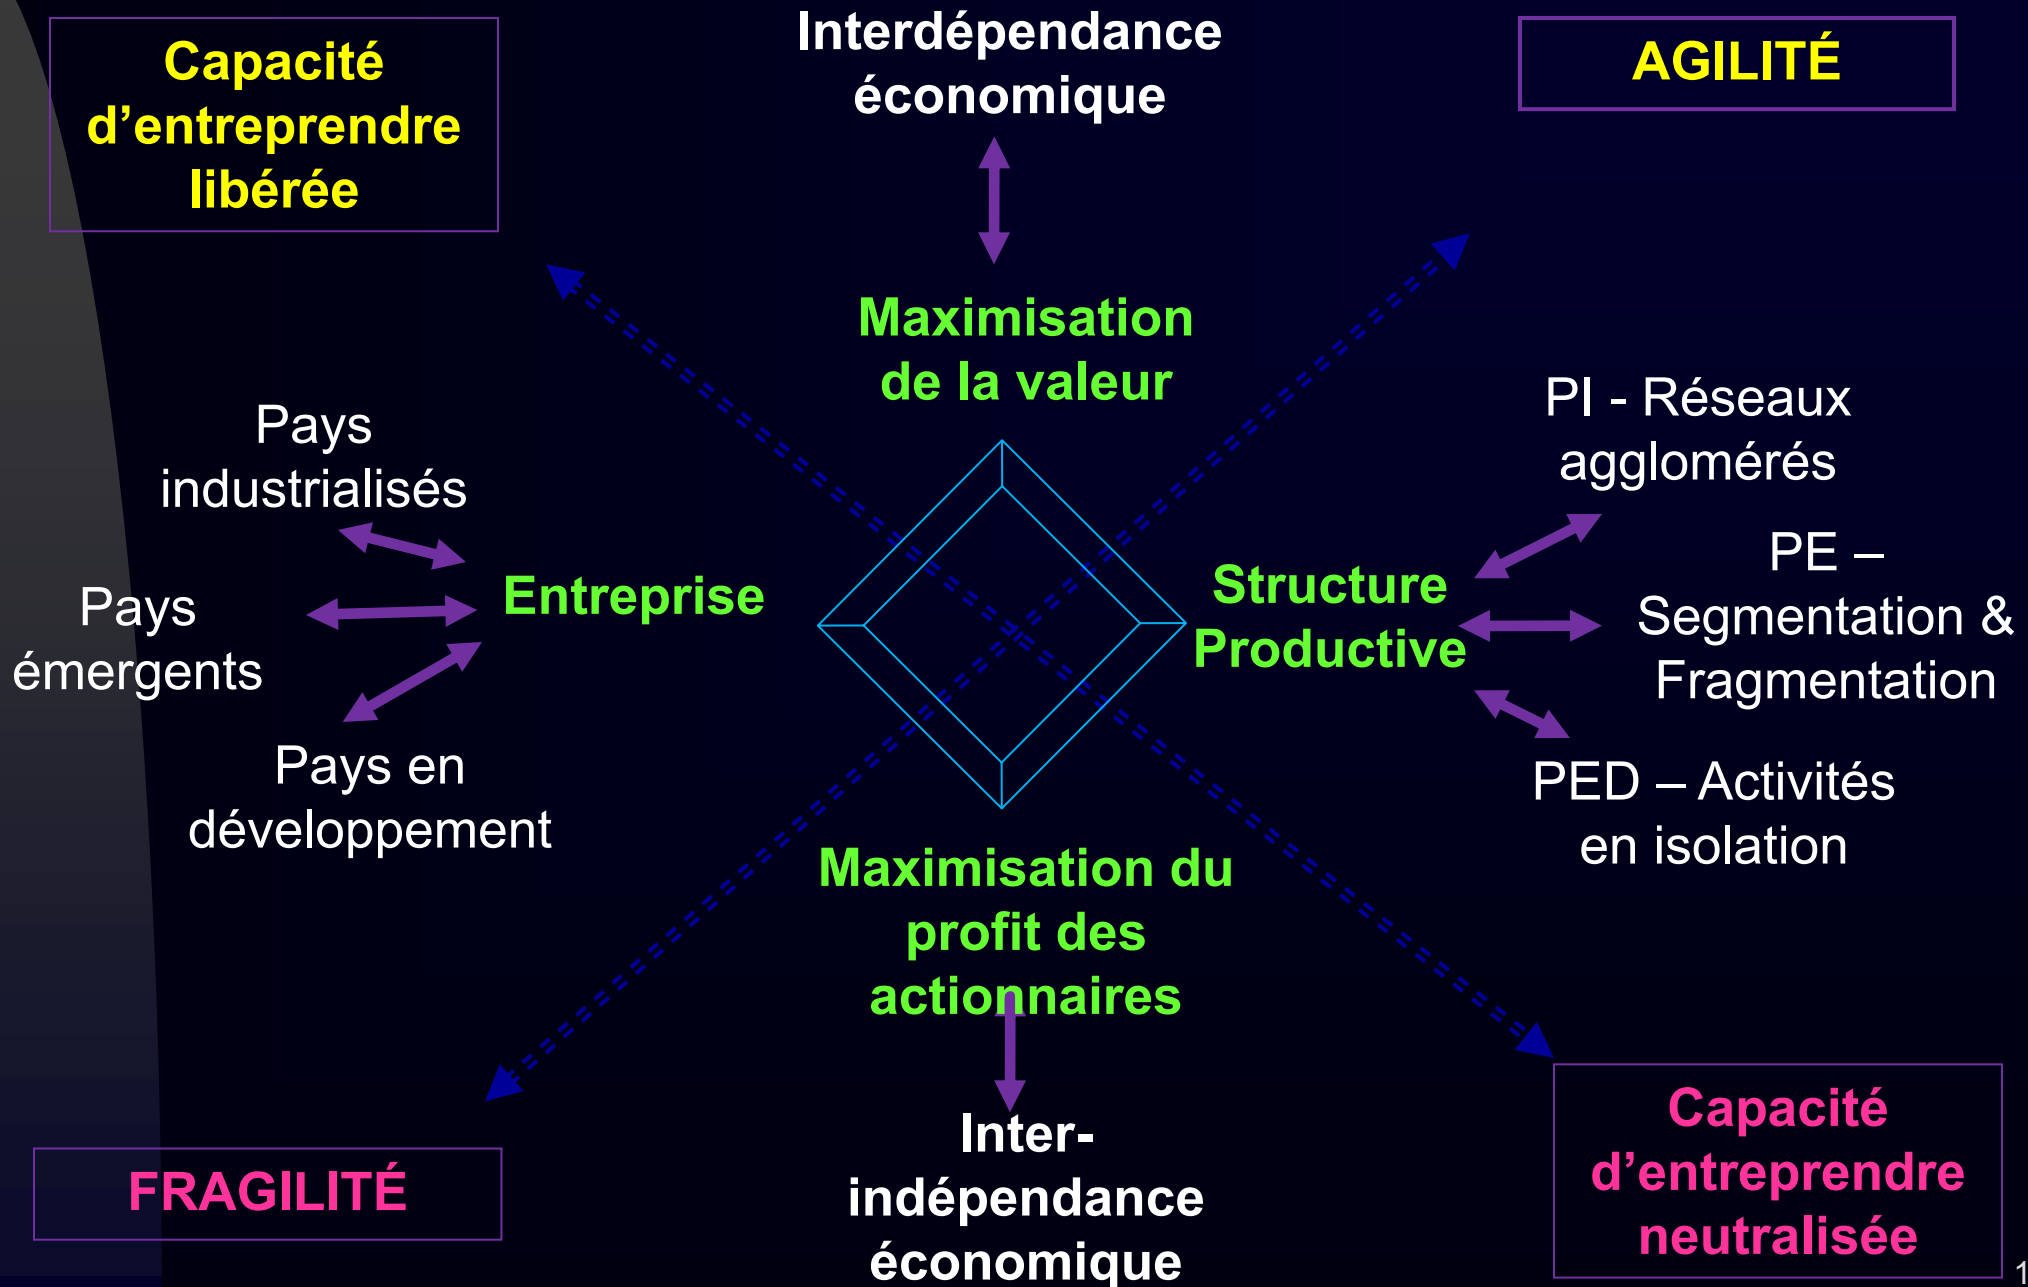 Capacité
d’entreprendre
libérée
Interdépendance
économique
AGILITÉ
Maximisation
de la valeur
Pays
industrialisés
Pays
émergents
Pays en
développement
Entreprise
Structure
Productive
PI - Réseaux
agglomérés
PE –
Segmentation &
Fragmentation
PED – Activités
en isolation
Maximisation du
profit des
actionnaires
Inter-
indépendance
économique
FRAGILITÉ
Capacité
d’entreprendre
neutralisée
1